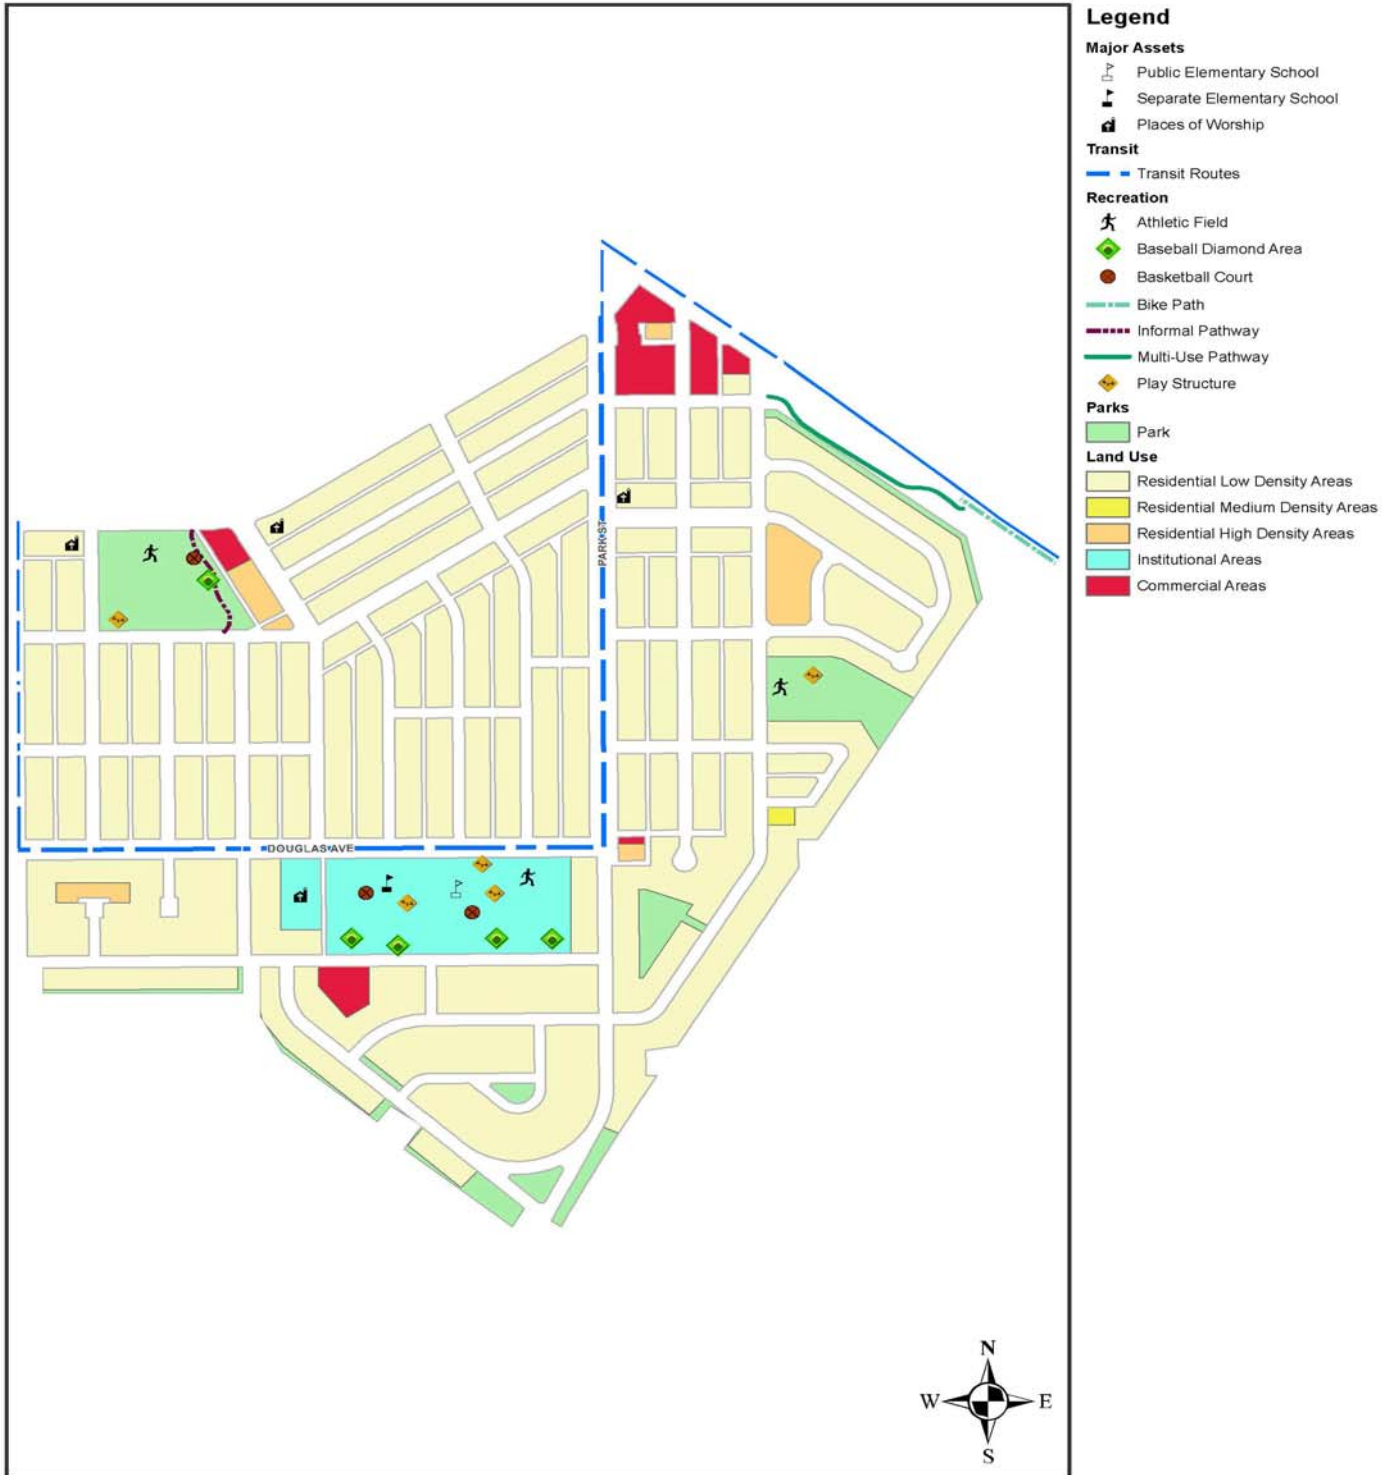 Legend
Major Assets
Public Elementary School
Separate Elementary School
Places of Worship
Transit
Transit Routes
Recreation
Athletic Field
Baseball Diamond Area
Basketball Court
Bike Path
Informal Pathway
Multi-Use Pathway
Play Structure
Parks
Park
Land Use
Residential Low Density Areas
Residential Medium Density Areas
Residential High Density Areas
Institutional Areas
Commercial Areas
PARK ST
DOUGLAS AVE
N
W E
S